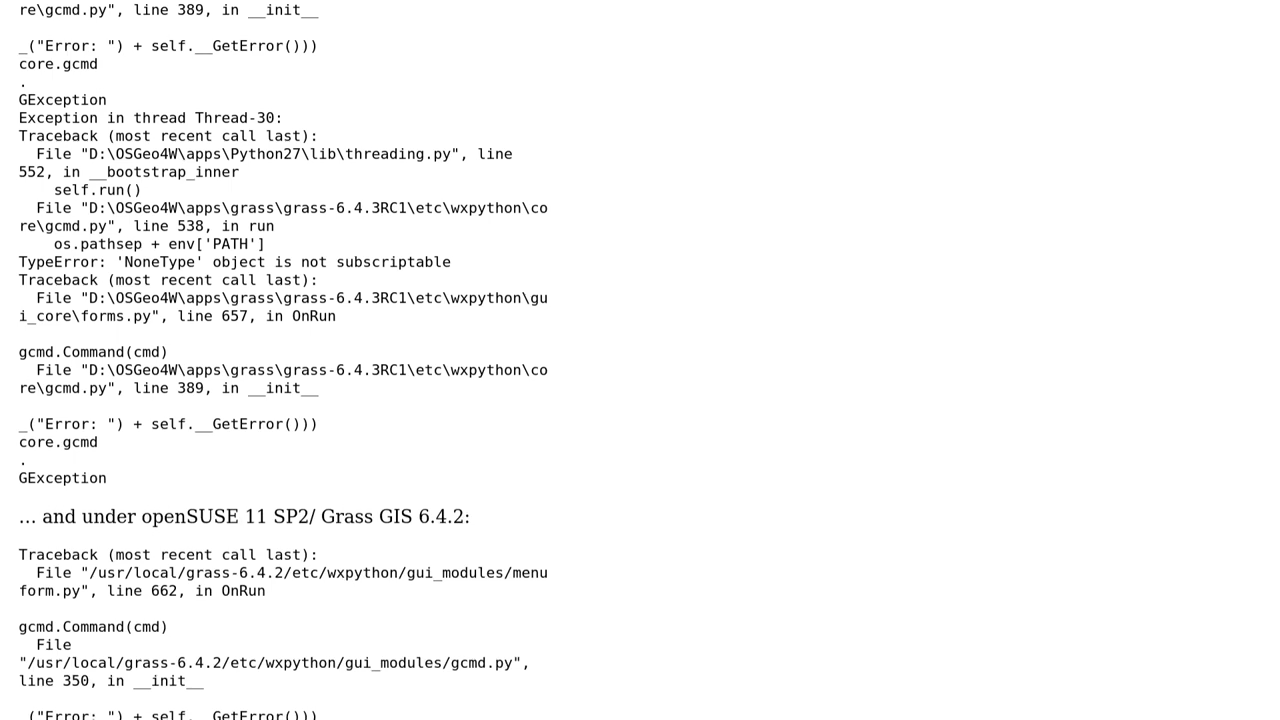 re\gcmd.py", line 389, in __init__
_("Error: ") + self.__GetError()))
core.gcmd
.
GException
Exception in thread Thread-30:
Traceback (most recent call last):
  File "D:\OSGeo4W\apps\Python27\lib\threading.py", line
552, in __bootstrap_inner
    self.run()
  File "D:\OSGeo4W\apps\grass\grass-6.4.3RC1\etc\wxpython\co
re\gcmd.py", line 538, in run
    os.pathsep + env['PATH']
TypeError: 'NoneType' object is not subscriptable
Traceback (most recent call last):
  File "D:\OSGeo4W\apps\grass\grass-6.4.3RC1\etc\wxpython\gu
i_core\forms.py", line 657, in OnRun
gcmd.Command(cmd)
  File "D:\OSGeo4W\apps\grass\grass-6.4.3RC1\etc\wxpython\co
re\gcmd.py", line 389, in __init__
_("Error: ") + self.__GetError()))
core.gcmd
.
GException
... and under openSUSE 11 SP2/ Grass GIS 6.4.2:
Traceback (most recent call last):
  File "/usr/local/grass-6.4.2/etc/wxpython/gui_modules/menu
form.py", line 662, in OnRun
gcmd.Command(cmd)
  File
"/usr/local/grass-6.4.2/etc/wxpython/gui_modules/gcmd.py",
line 350, in __init__
_("Error: ") + self.__GetError()))